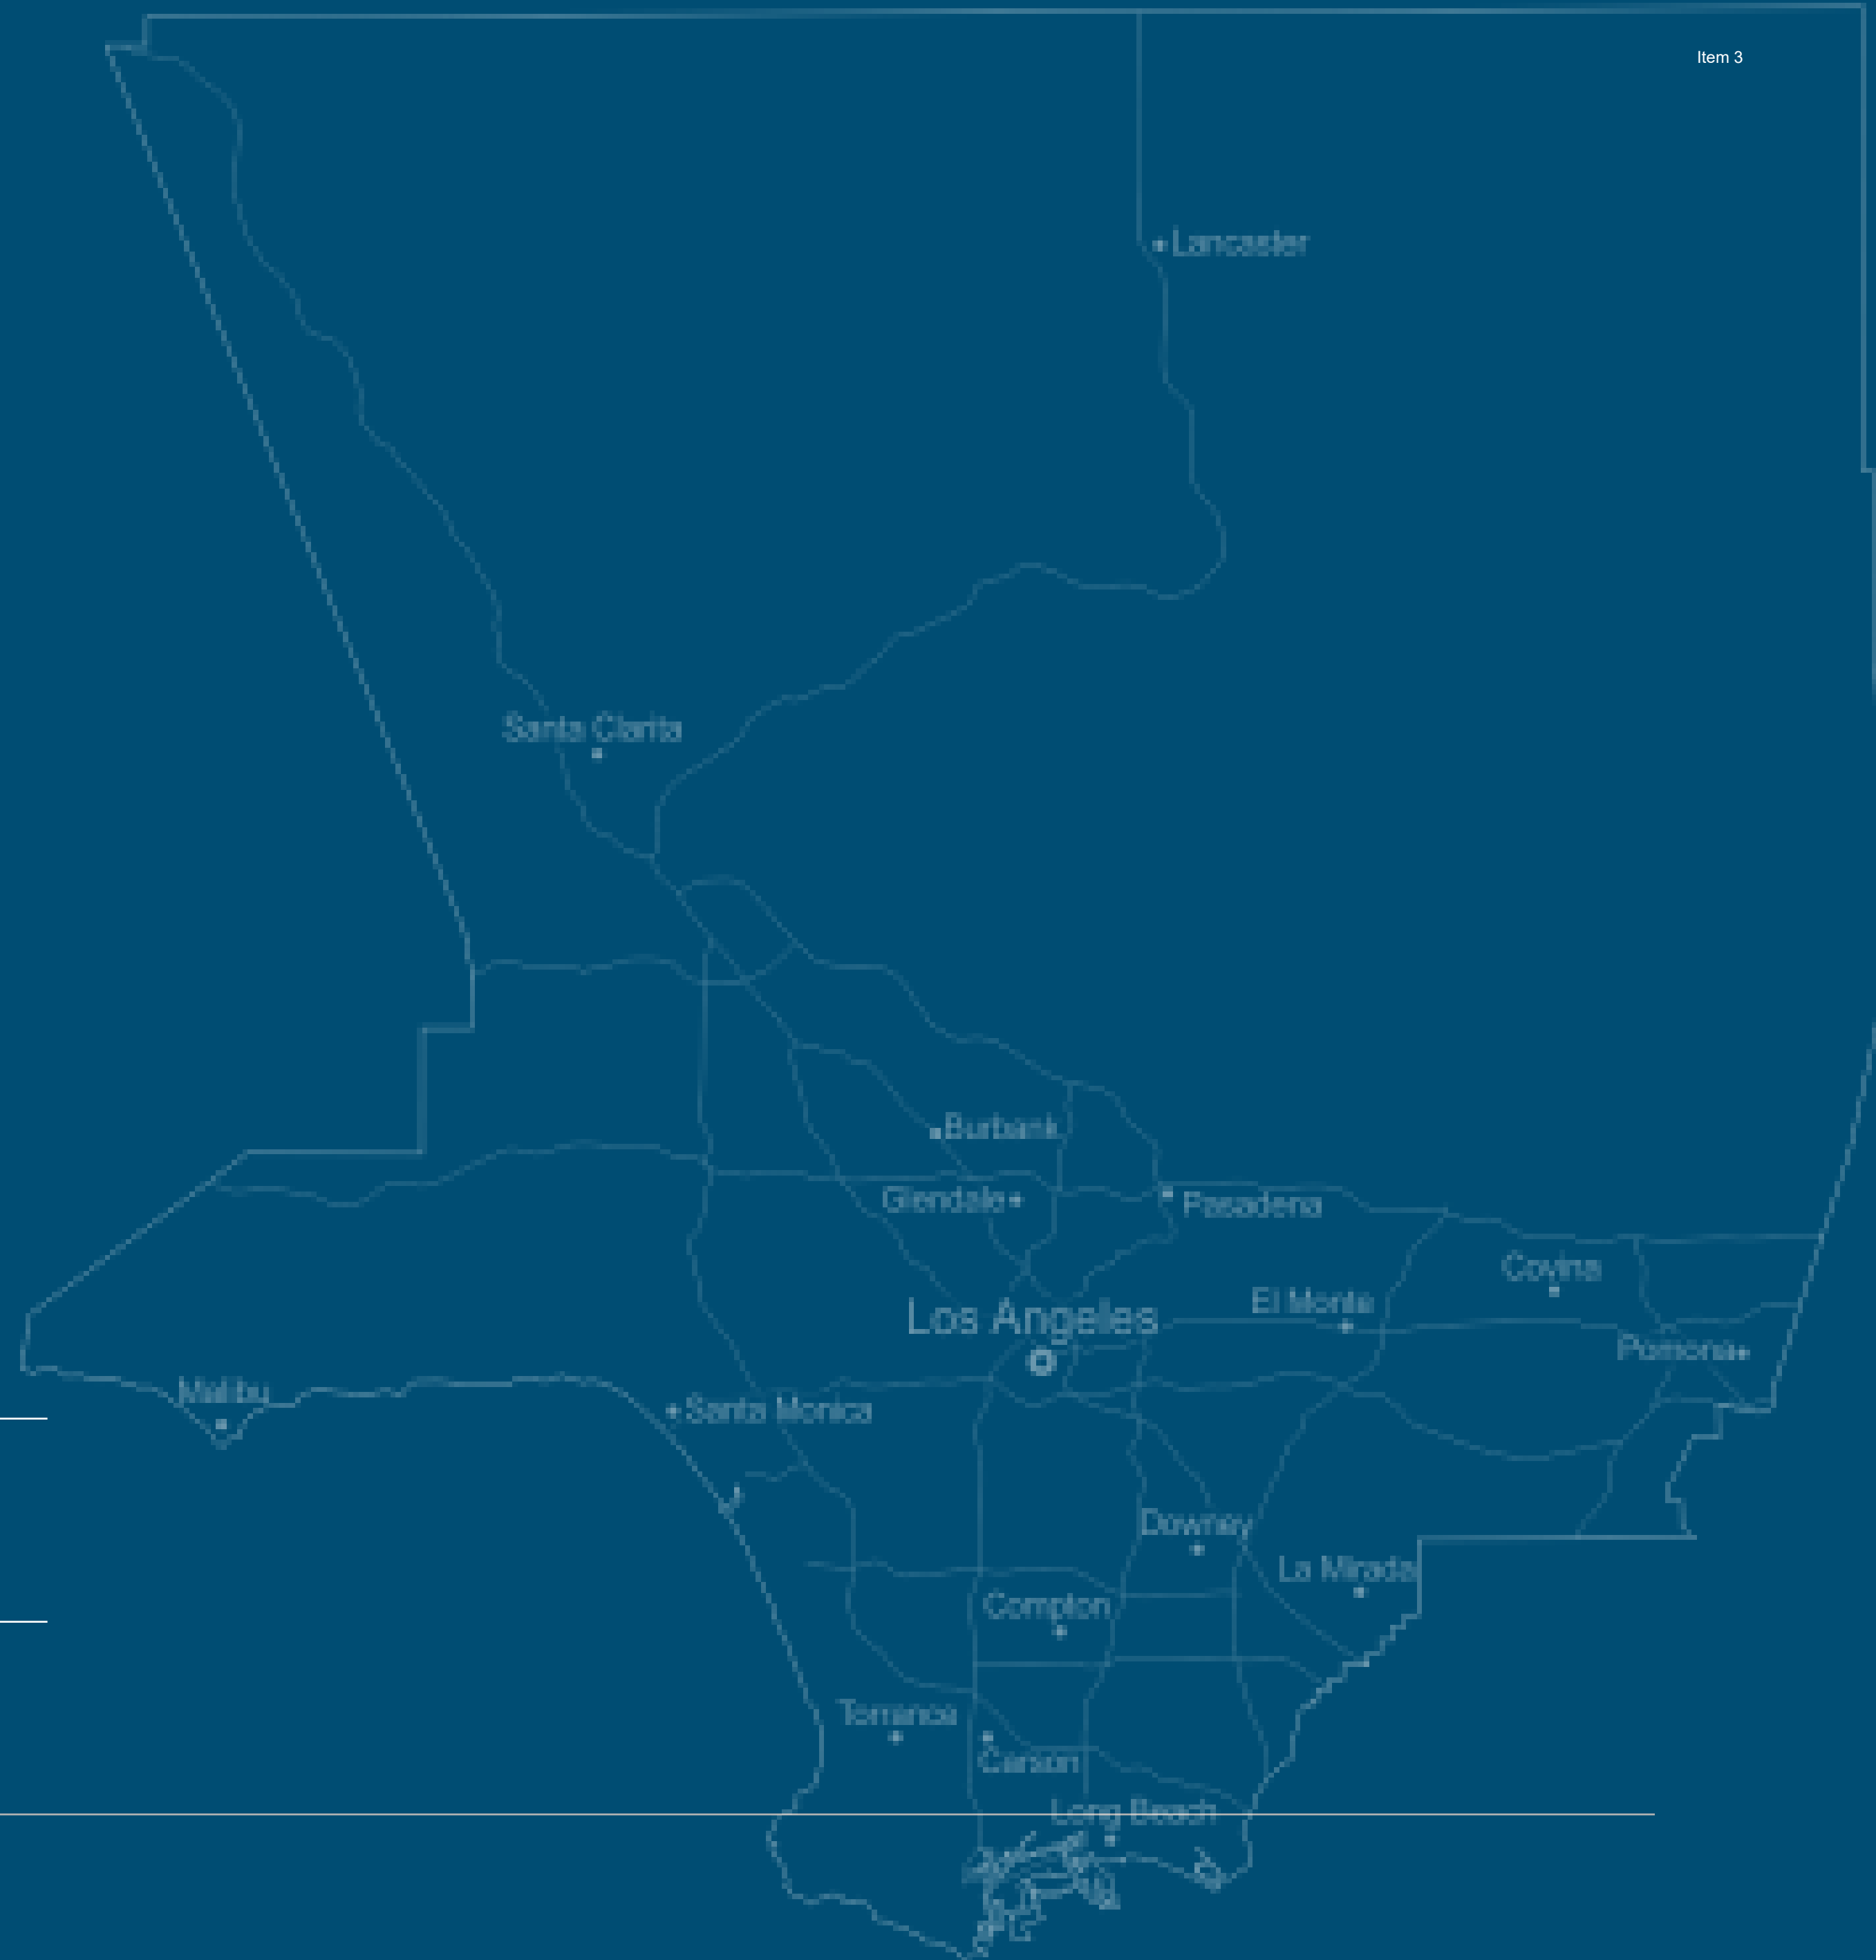 Item 3
Lancaster
Santa Clarita
Burbank
Glendale
Pasadena
Covina
El Monte
Los Angeles
Pomona
Malibu
Santa Monica
Downey
La Mirada
Compton
Torrance
Carson
Long Beach